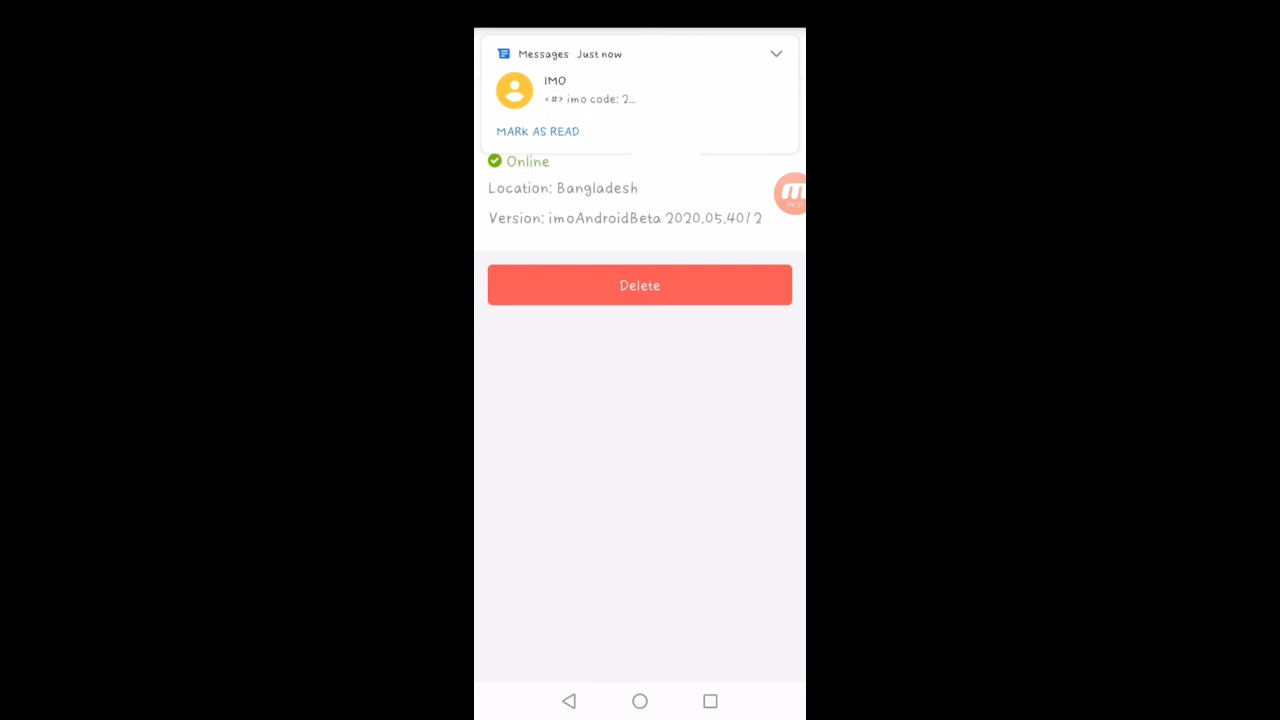 Messages Just now
IMO
<#> imo code: 2...
MARK AS READ
Online
Location: Bangladesh
Version: imoAndroidBeta 2020.05.40/2
Delete